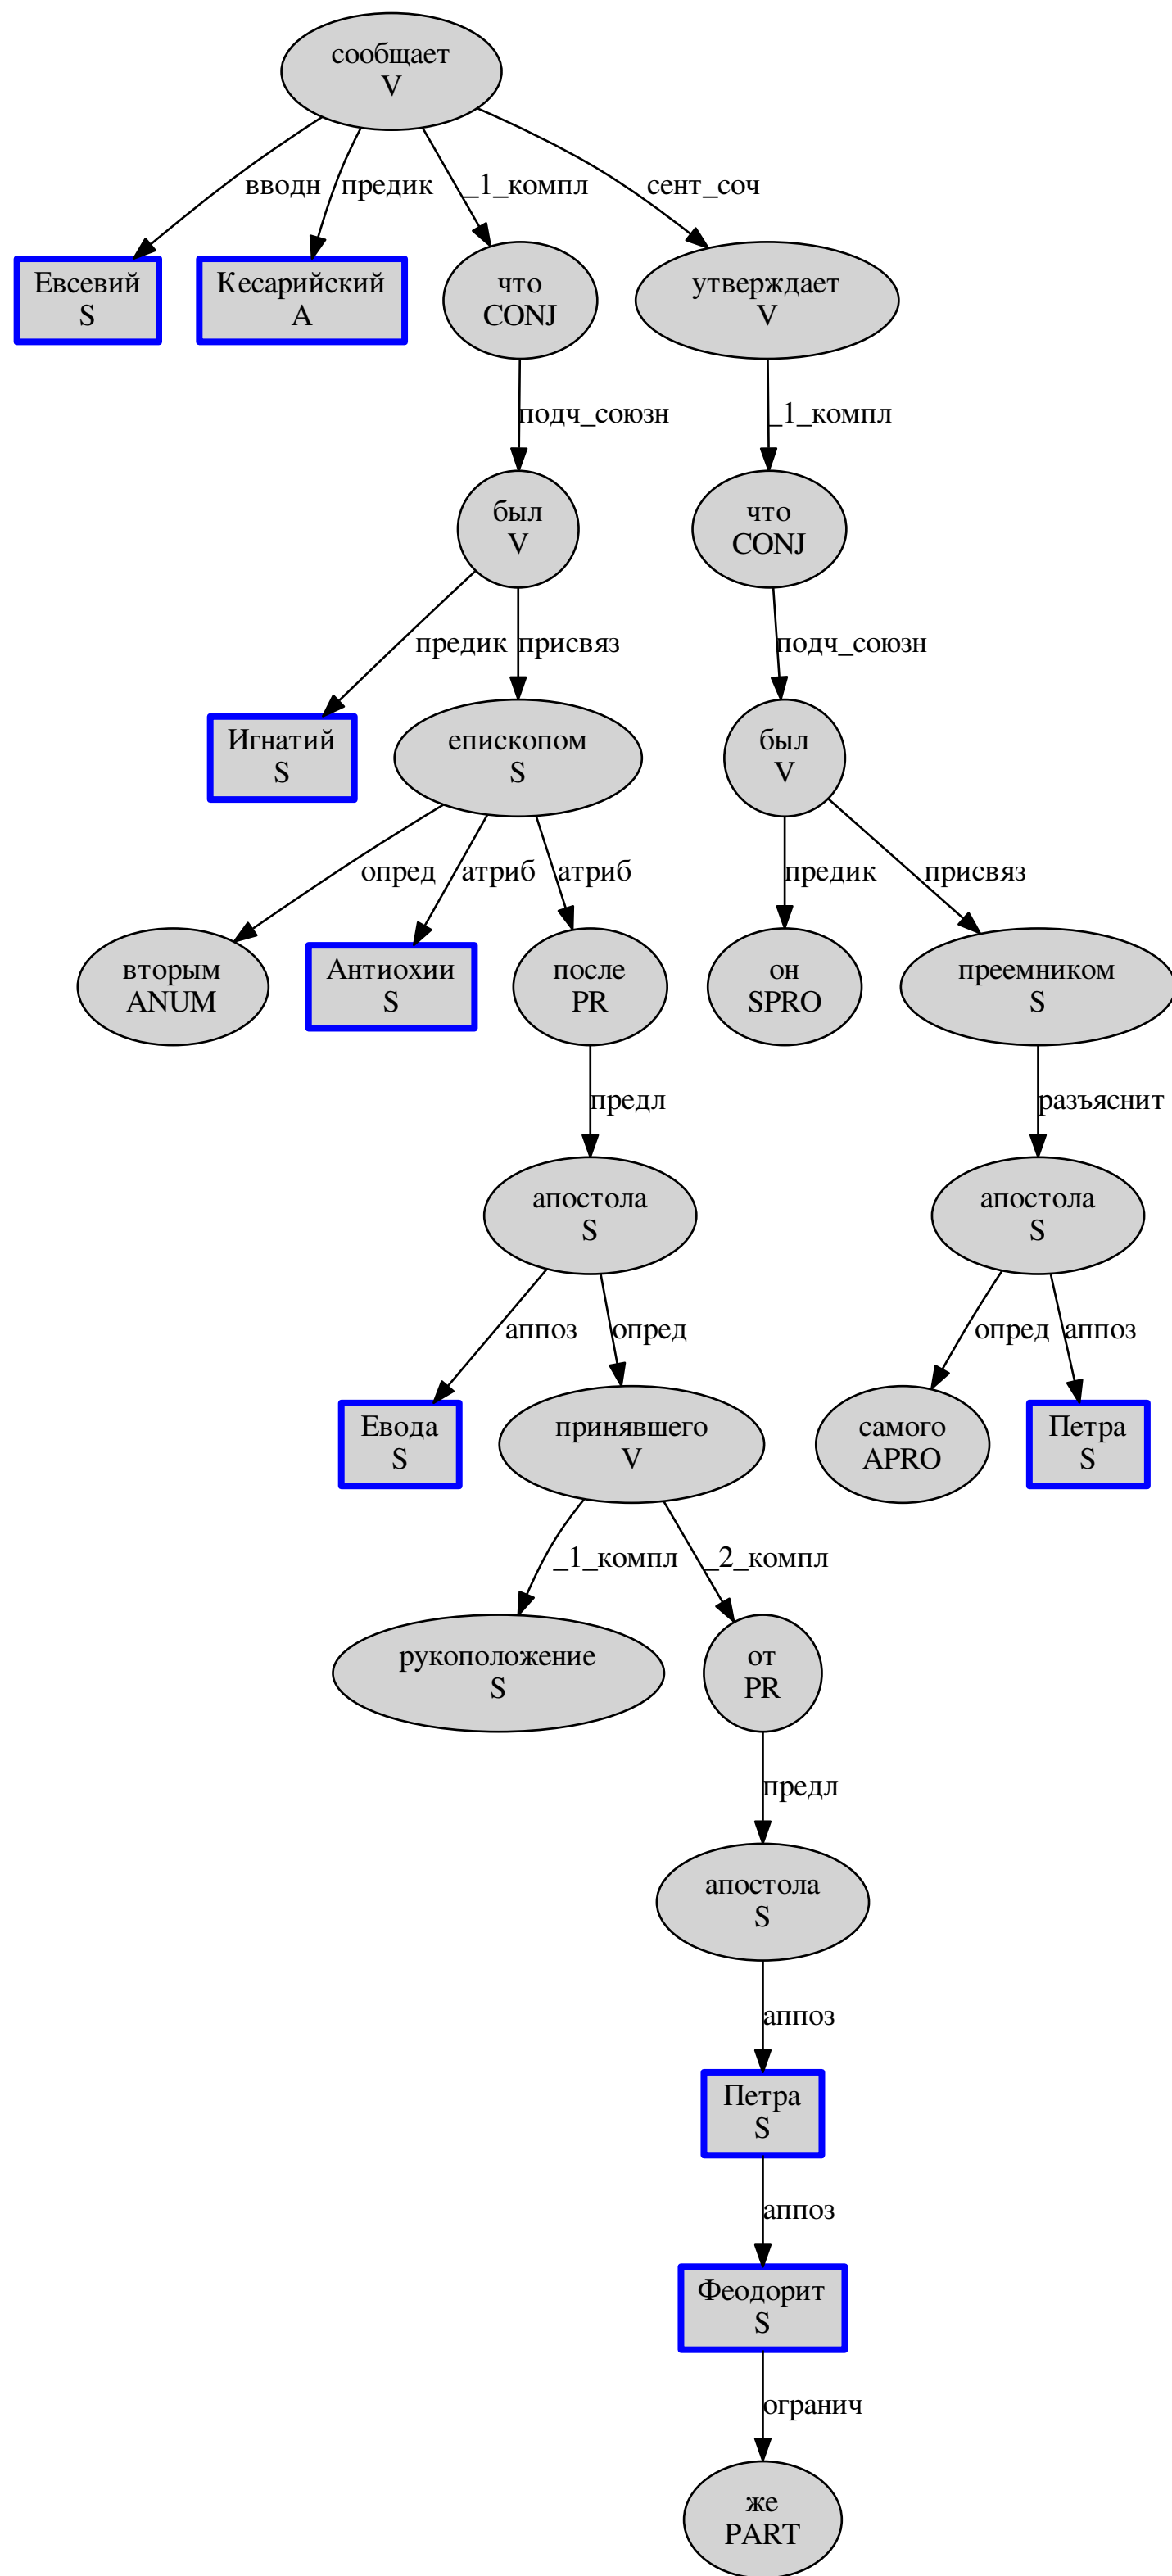 сообщает
V
вводн предик _1_компл сент_соч
Евсевий
S
Кесарийский
A
что
CONJ
утверждает
V
подч_союзн _1_компл
был
V
что
CONJ
предик присвяз подч_союзн
Игнатий
S
епископом
S
был
V
опред атриб атриб предик присвяз
вторым
ANUM
Антиохии
S
после
PR
он
SPRO
преемником
S
предл разъяснит
апостола
S
апостола
S
аппоз опред опред аппоз
Евода
S
принявшего
V
самого
APRO
Петра
S
_1_компл _2_компл
рукоположение
S
от
PR
предл
апостола
S
аппоз
Петра
S
аппоз
Феодорит
S
огранич
же
PART